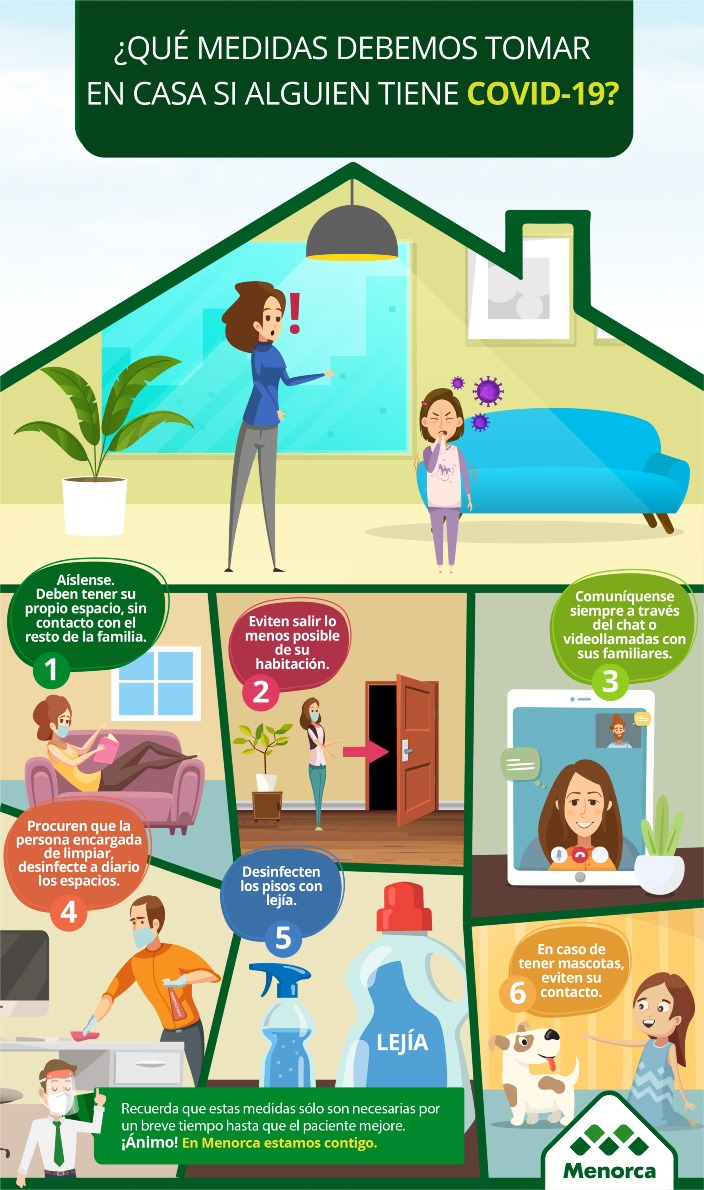 ¿QUÉ MEDIDAS DEBEMOS TOMAR
EN CASA SI ALGUIEN TIENE COVID-19?
!
Aíslense.
Deben tener su
propio espacio, sin
contacto con el
resto de la familia.
1
Eviten salir lo
menos posible
de su
habitación.
2
Comuníquense
siempre a través
del chat o
videollamadas con
sus familiares.
3
Procuren que la
persona encargada
de limpiar,
desinfecte a diario
los espacios.
4
Desinfecten
los pisos con
lejía.
5
LEJÍA
En caso de
tener mascotas,
eviten su
contacto.
6
Recuerda que estas medidas sólo son necesarias por
un breve tiempo hasta que el paciente mejore.
¡Ánimo! En Menorca estamos contigo.
Menorca